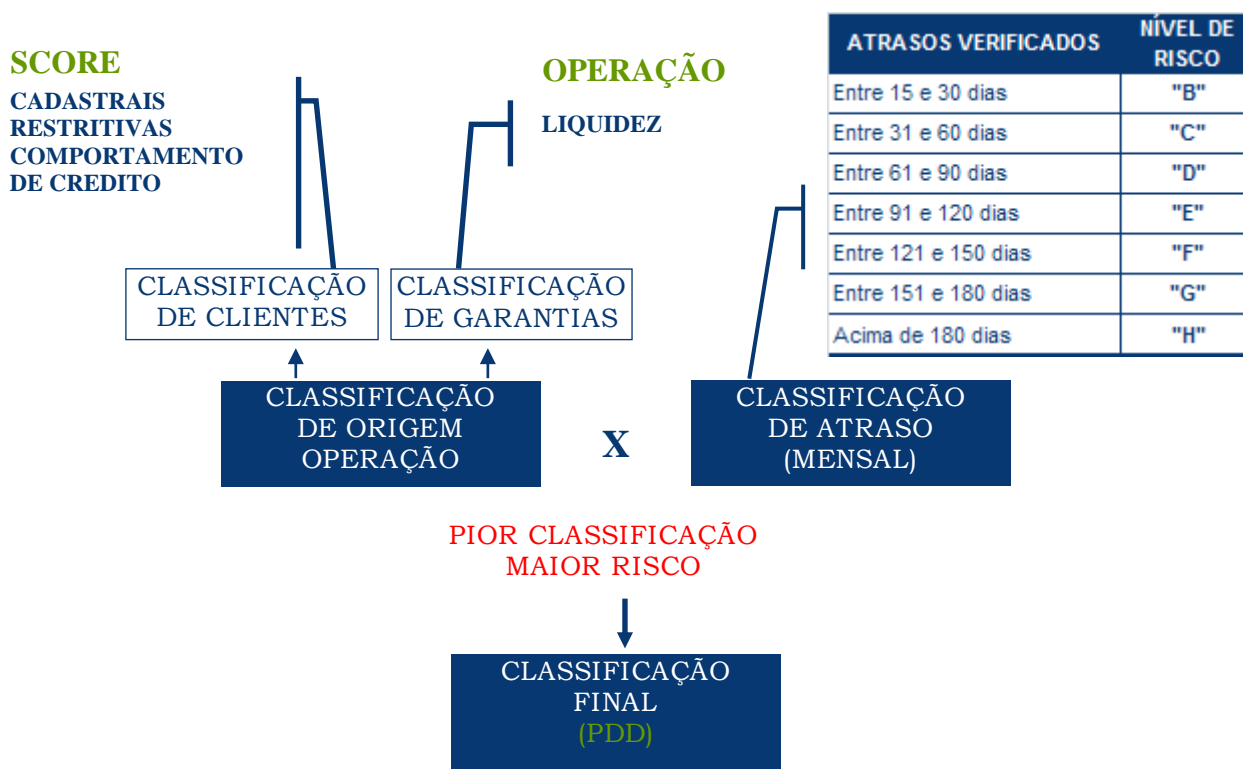 SCORE
CADASTRAIS
RESTRITIVAS
COMPORTAMENTO
DE CREDITO
OPERAÇÃO
LIQUIDEZ
ATRASOS VERIFICADOS NÍVEL DE RISCO
Entre 15 e 30 dias "B"
Entre 31 e 60 dias "C"
Entre 61 e 90 dias "D"
Entre 91 e 120 dias "E"
Entre 121 e 150 dias "F"
Entre 151 e 180 dias "G"
Acima de 180 dias "H"
CLASSIFICAÇÃO
DE CLIENTES
CLASSIFICAÇÃO
DE GARANTIAS
CLASSIFICAÇÃO
DE ORIGEM
OPERAÇÃO
X
CLASSIFICAÇÃO
DE ATRASO
(MENSAL)
PIOR CLASSIFICAÇÃO
MAIOR RISCO
CLASSIFICAÇÃO
FINAL
(PDD)